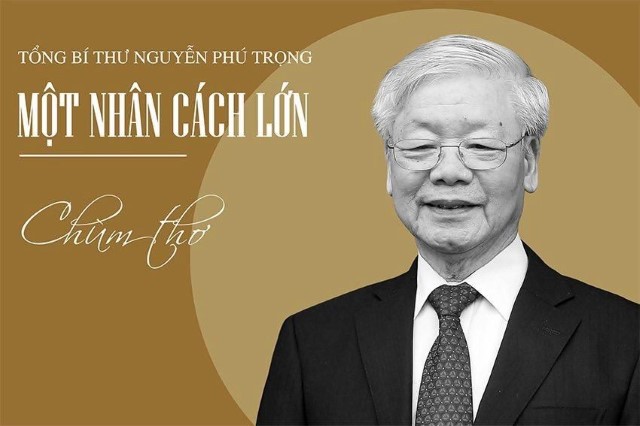 TỔNG BÍ THƯ NGUYỄN PHÚ TRỌNG
MỘT NHÂN CÁCH LỚN
Chùm thơ